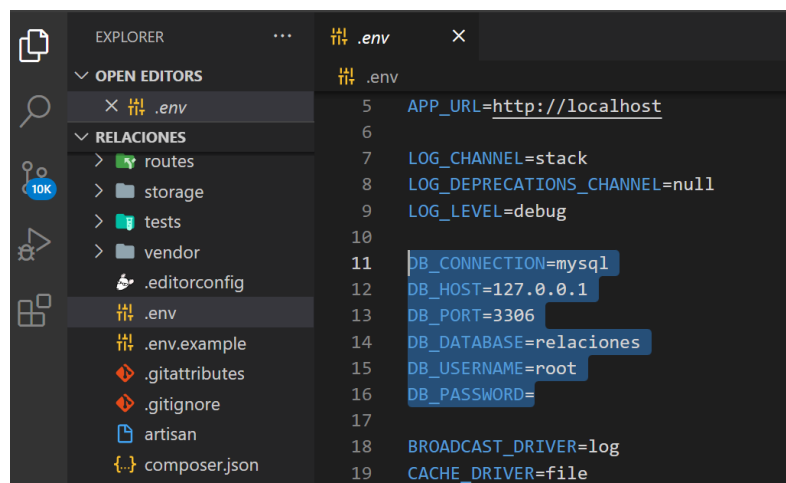 EXPLORER ...
OPEN EDITORS
.env
RELACIONES
routes
storage
tests
vendor
.editorconfig
.env
.env.example
.gitattributes
.gitignore
artisan
{..} composer.json
10K
.env
.env
5 APP_URL=http://localhost
6
7 LOG_CHANNEL=stack
8 LOG_DEPRECATIONS_CHANNEL=null
9 LOG_LEVEL=debug
10
11 DB_CONNECTION=mysql
12 DB_HOST=127.0.0.1
13 DB_PORT=3306
14 DB_DATABASE=relaciones
15 DB_USERNAME=root
16 DB_PASSWORD=
17
18 BROADCAST_DRIVER=log
19 CACHE_DRIVER=file